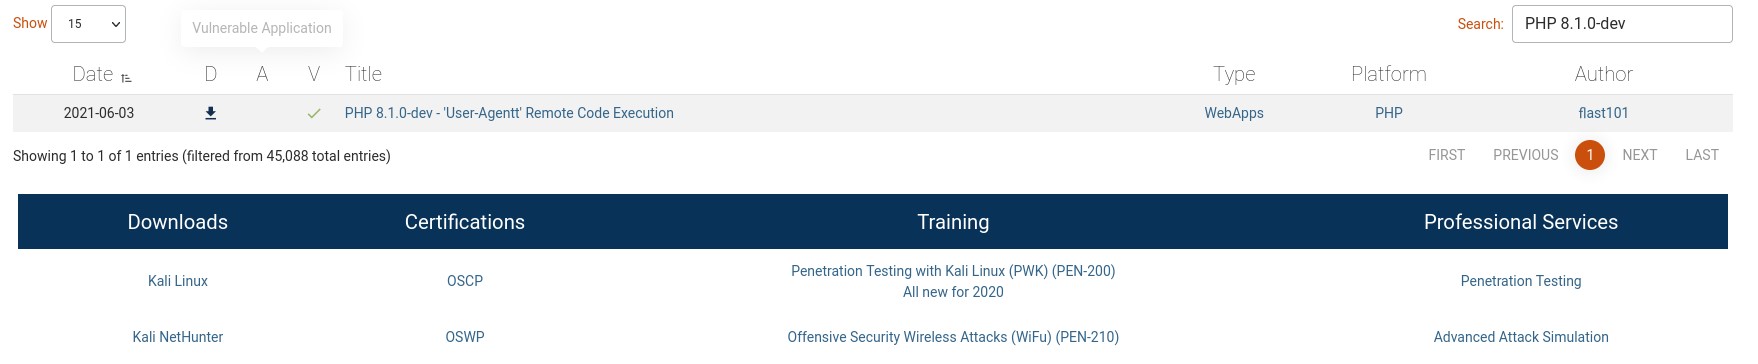 Show 15 Vulnerable Application Search: PHP 8.1.0-dev
Date D A V Title Type Platform Author
2021-06-03 PHP 8.1.0-dev - 'User-Agentt' Remote Code Execution WebApps PHP flast101
Showing 1 to 1 of 1 entries (filtered from 45,088 total entries) FIRST PREVIOUS 1 NEXT LAST
Downloads Certifications Training Professional Services
Kali Linux OSCP Penetration Testing with Kali Linux (PWK) (PEN-200) Penetration Testing
All new for 2020
Kali NetHunter OSWP Offensive Security Wireless Attacks (WiFu) (PEN-210) Advanced Attack Simulation